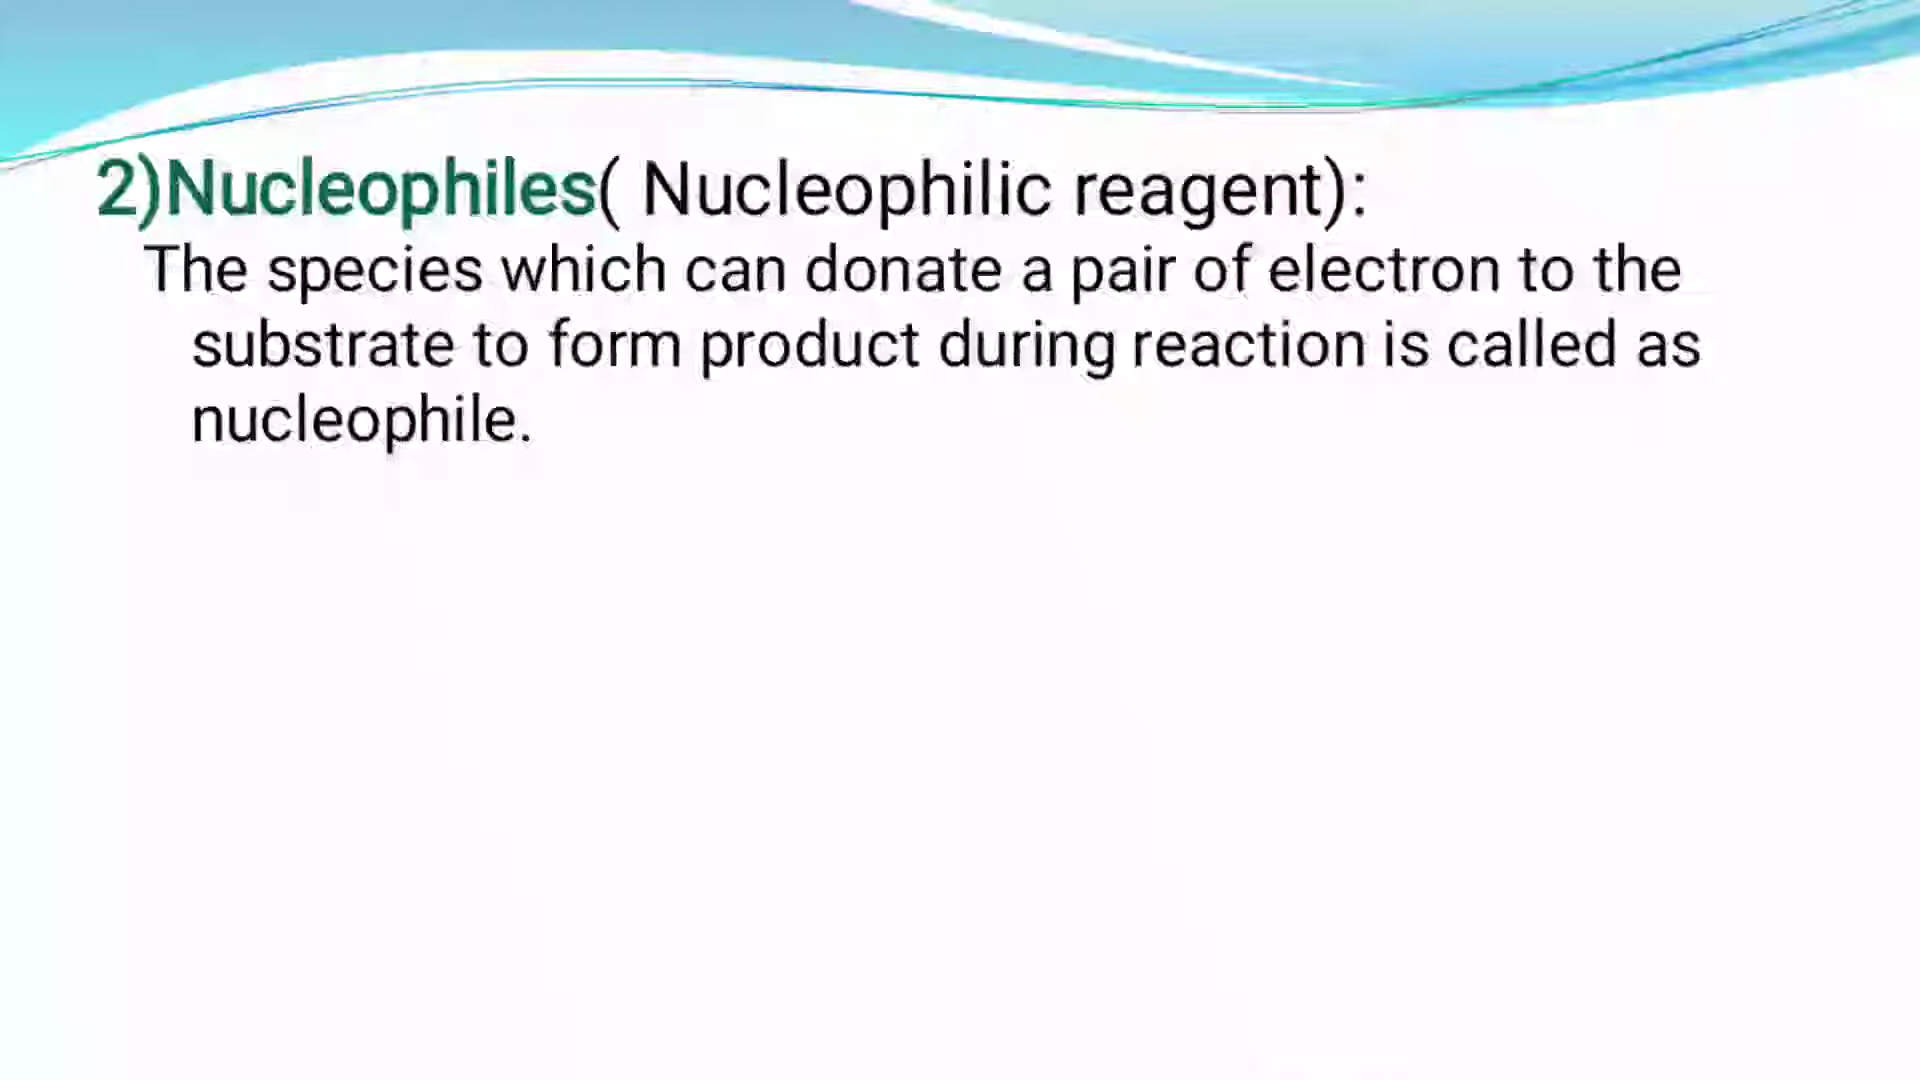 2)Nucleophiles( Nucleophilic reagent):
The species which can donate a pair of electron to the
substrate to form product during reaction is called as
nucleophile.